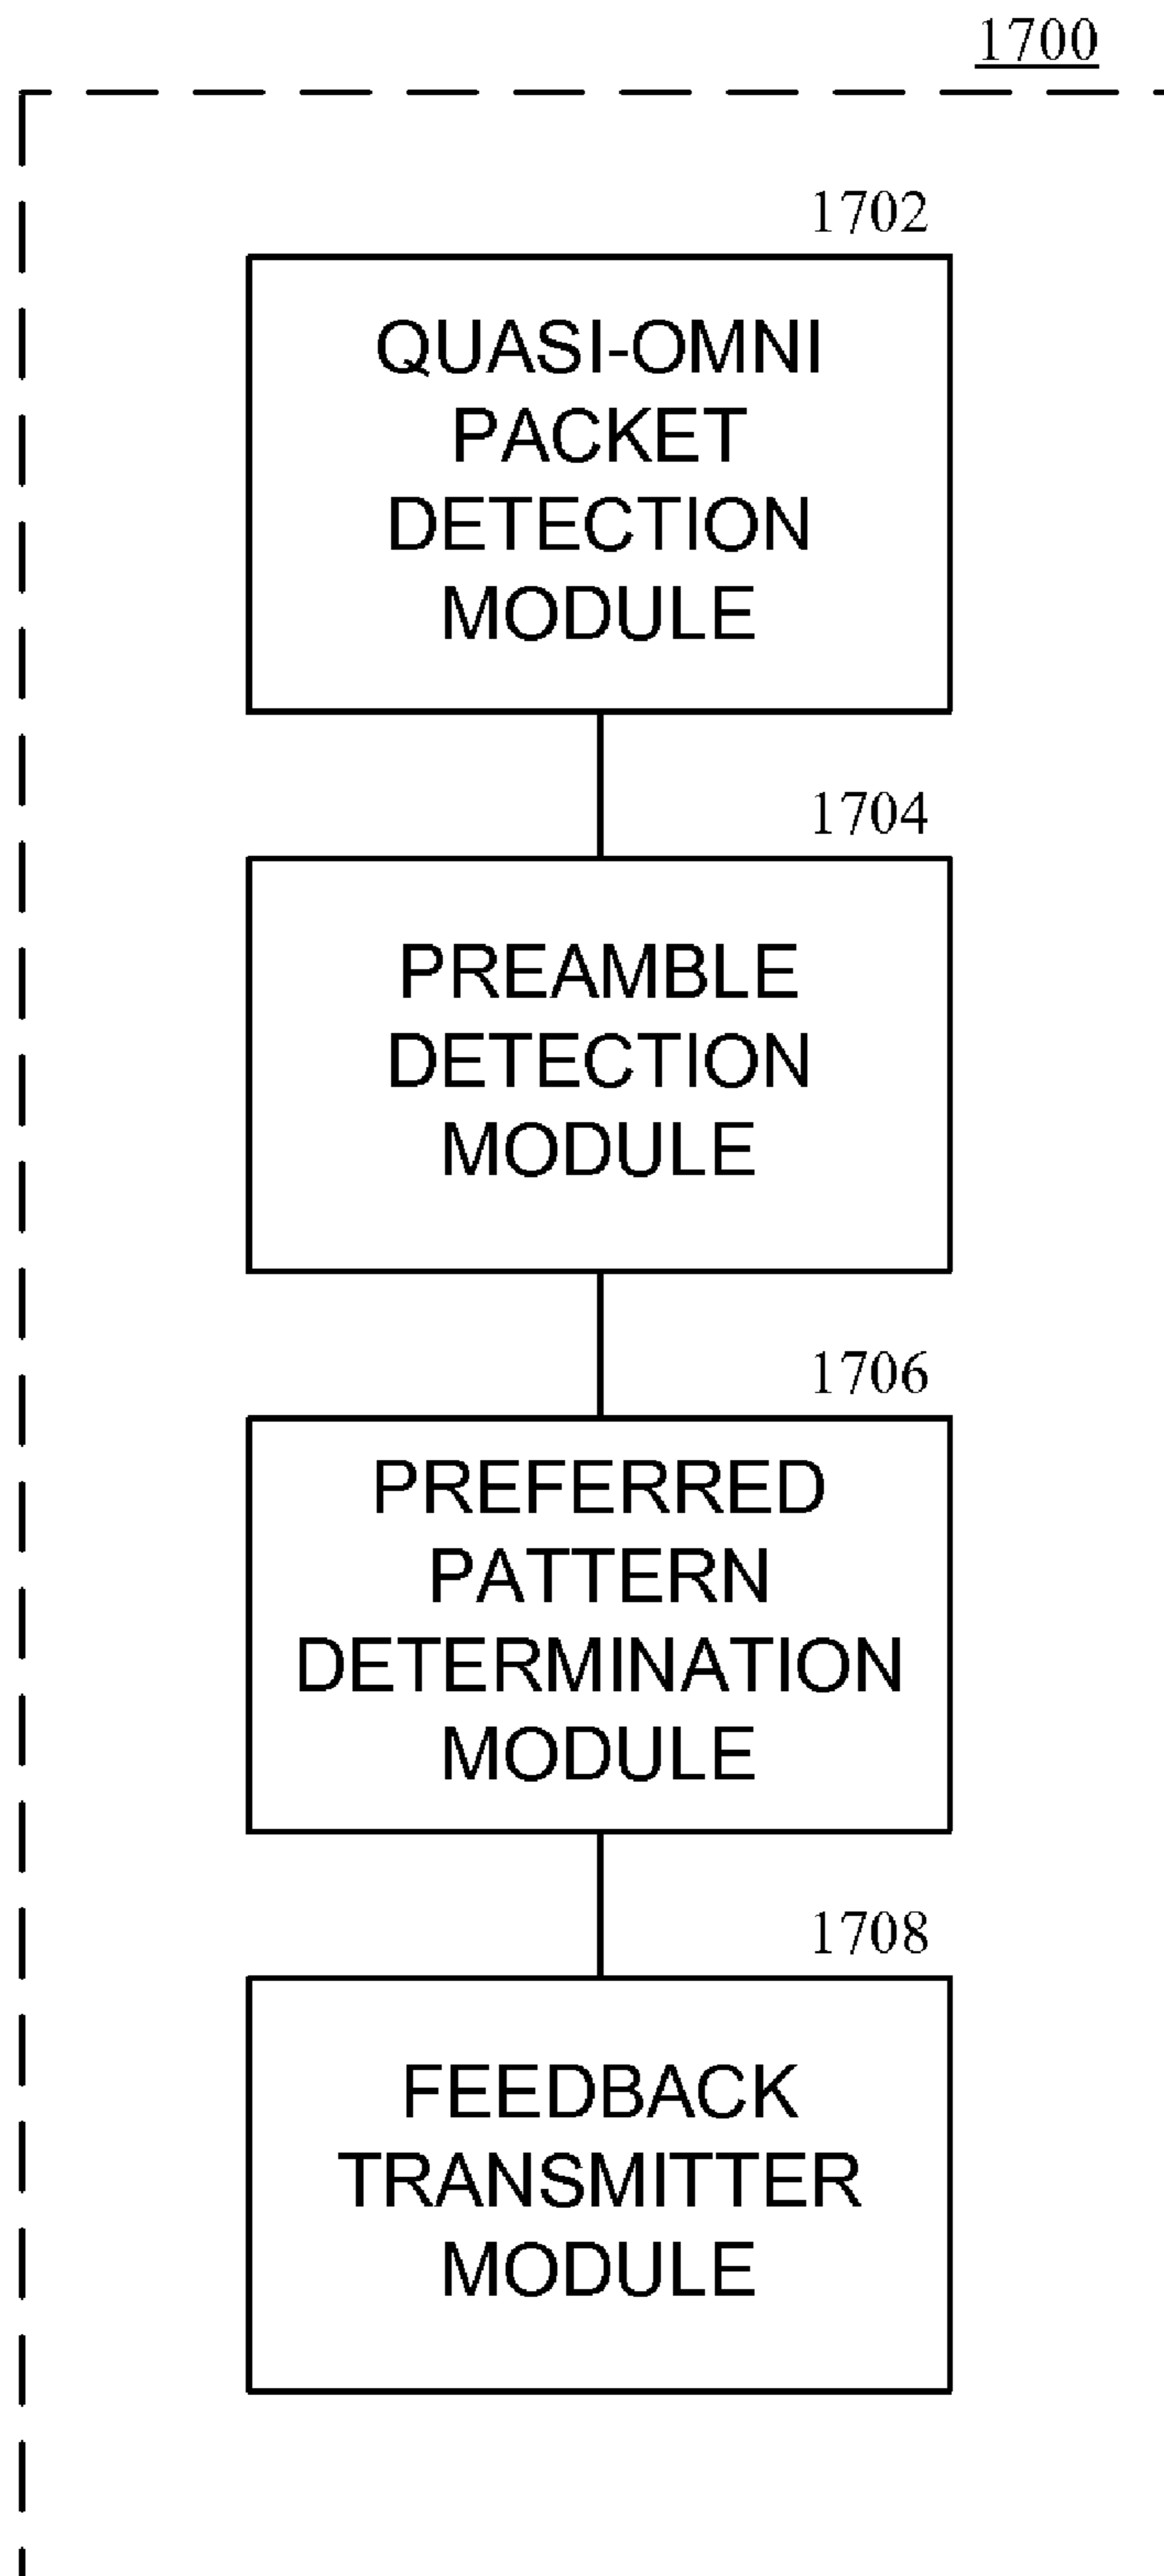 1700
1702
QUASI-OMNI
PACKET
DETECTION
MODULE
1704
PREAMBLE
DETECTION
MODULE
1706
PREFERRED
PATTERN
DETERMINATION
MODULE
1708
FEEDBACK
TRANSMITTER
MODULE